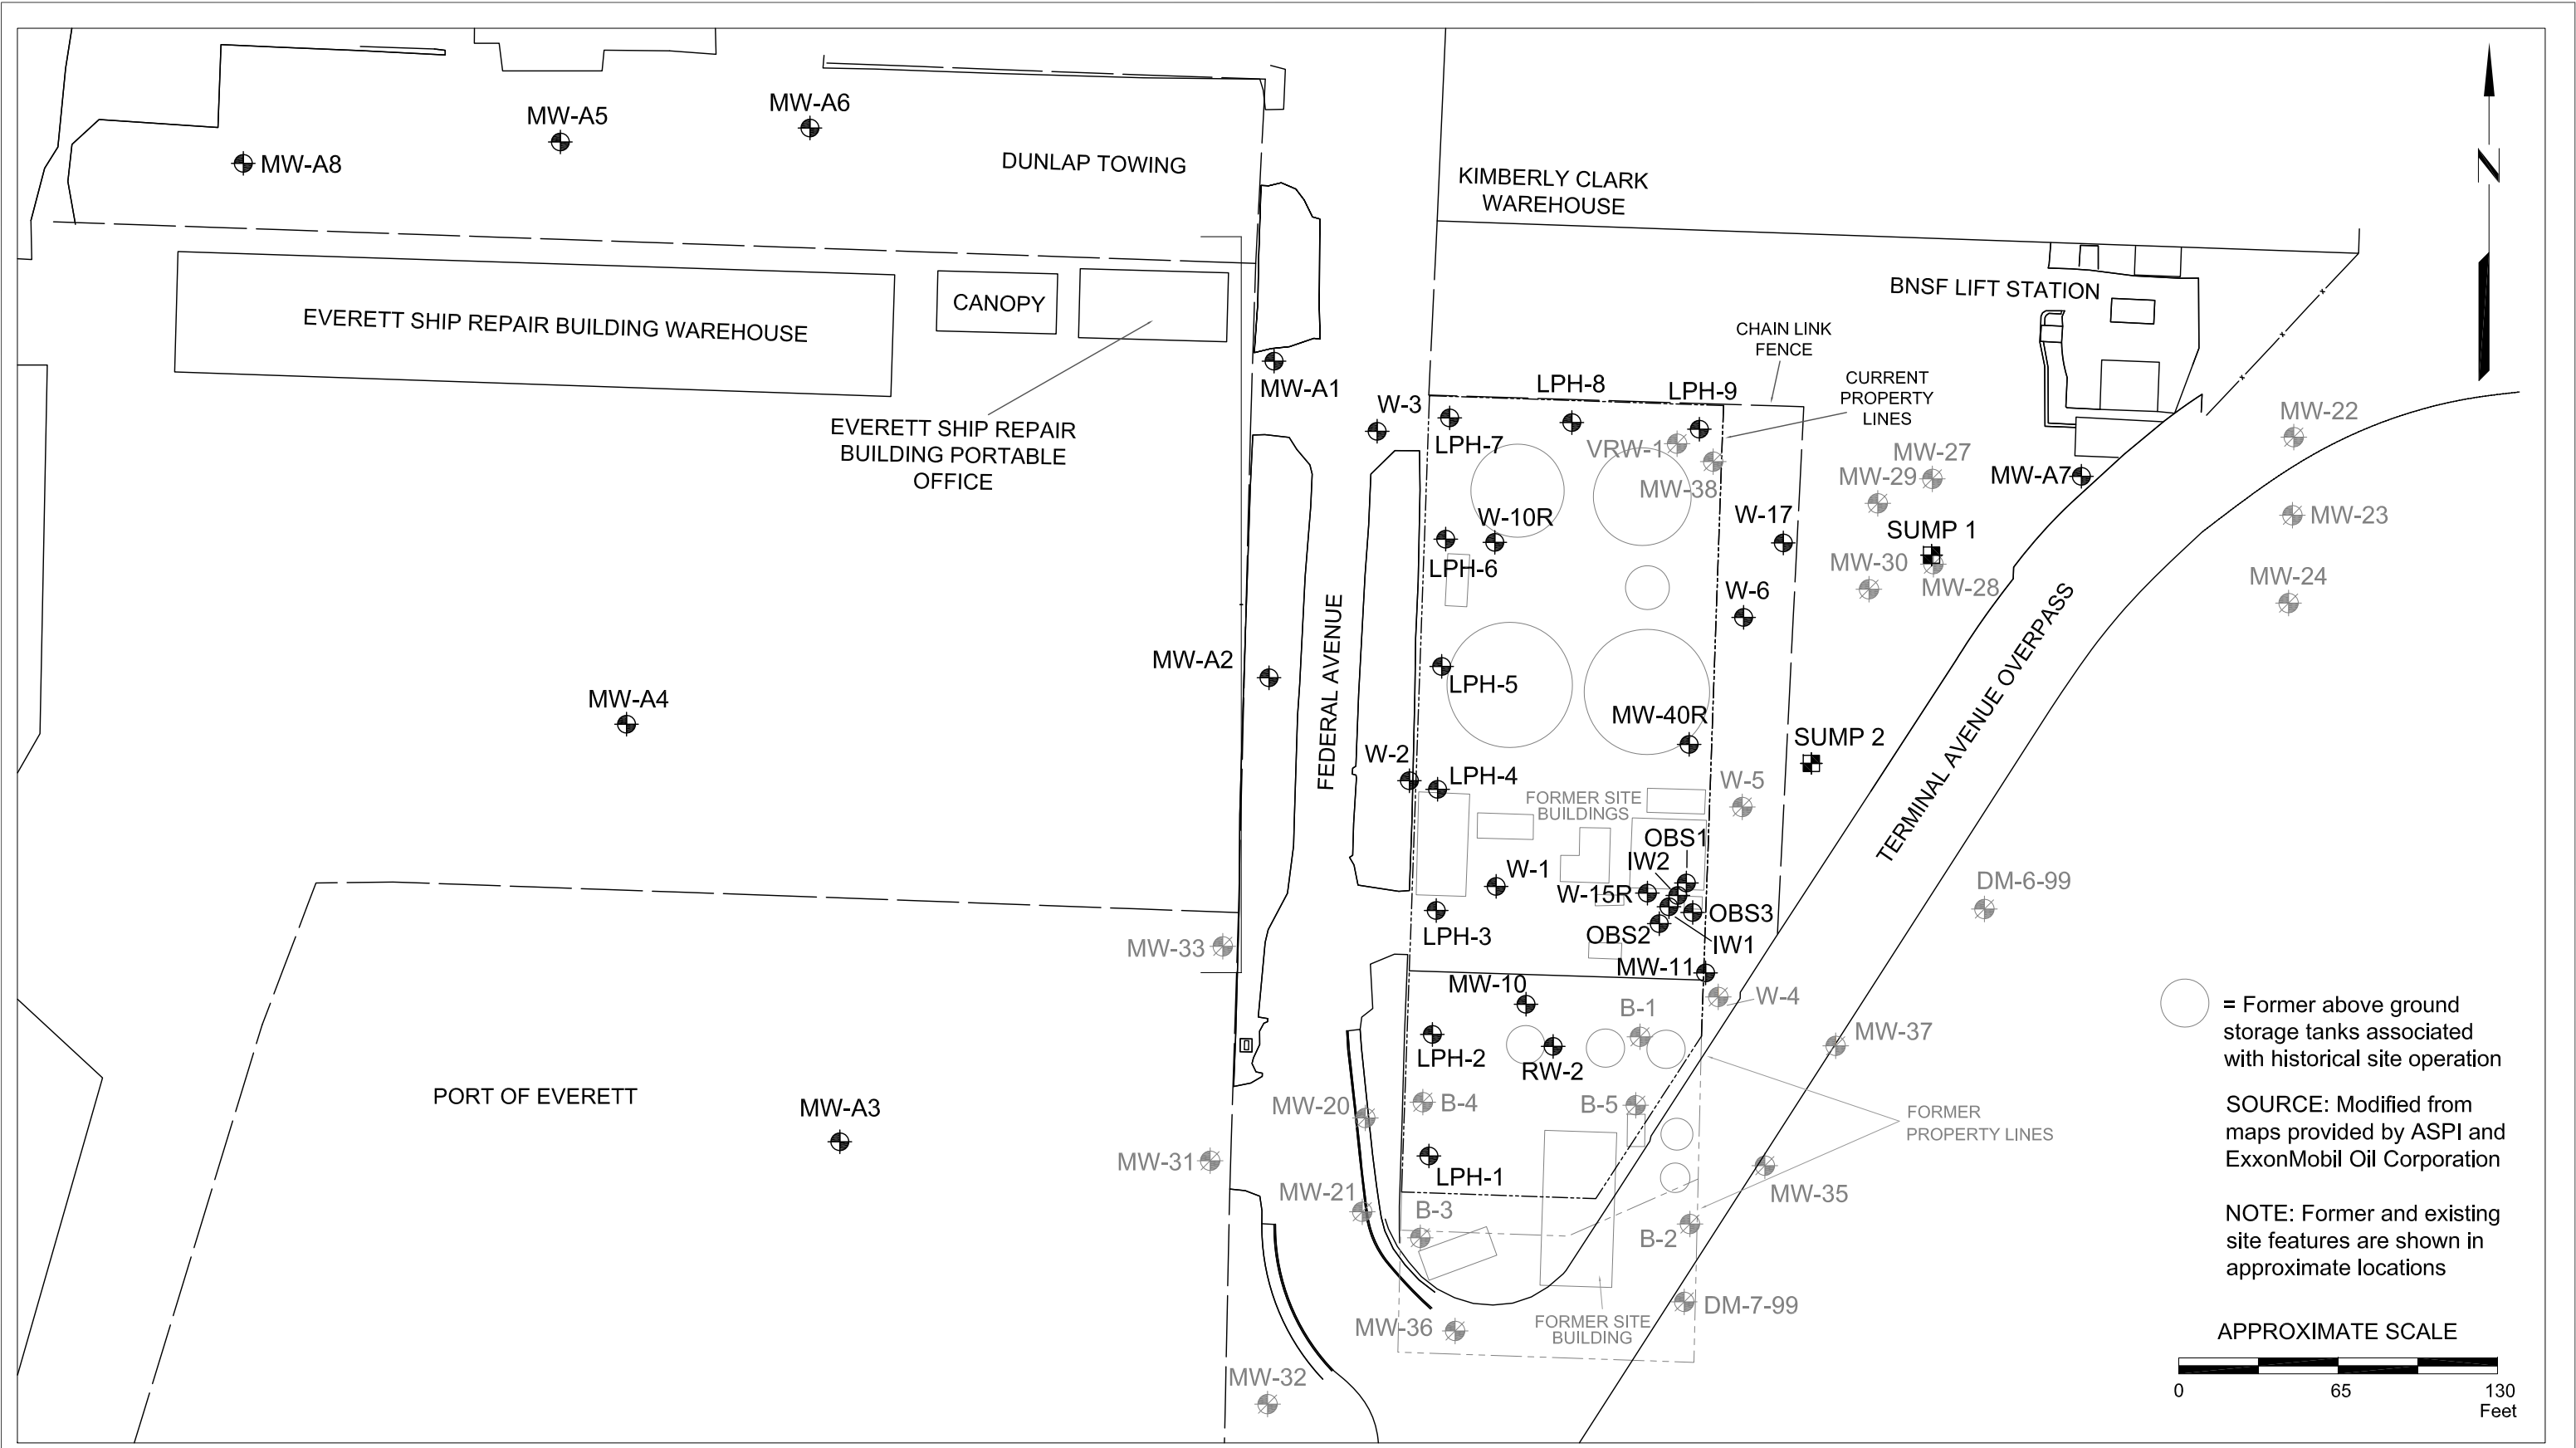 MW-A6
MW-A5
MW-A8
DUNLAP TOWING
N
KIMBERLY CLARK
WAREHOUSE
BNSF LIFT STATION
CANOPY
EVERETT SHIP REPAIR BUILDING WAREHOUSE
CHAIN LINK
FENCE
MW-A1
LPH-8
LPH-9
CURRENT
PROPERTY
LINES
W-3
MW-22
EVERETT SHIP REPAIR
BUILDING PORTABLE
OFFICE
LPH-7
VRW-1
MW-27
MW-29
MW-A7
MW-38
W-10R
W-17
MW-23
SUMP 1
LPH-6
MW-30
MW-28
MW-24
W-6
FEDERAL AVENUE
TERMINAL AVENUE OVERPASS
MW-A2
LPH-5
MW-A4
MW-40R
SUMP 2
W-2
LPH-4
W-5
FORMER SITE
BUILDINGS
OBS1
IW2
W-1
W-15R
DM-6-99
OBS3
LPH-3
OBS2
IW1
MW-33
MW-11
MW-10
W-4
B-1
= Former above ground
storage tanks associated
with historical site operation
MW-37
LPH-2
RW-2
PORT OF EVERETT
MW-A3
MW-20
B-4
B-5
FORMER
PROPERTY LINES
SOURCE: Modified from
maps provided by ASPI and
ExxonMobil Oil Corporation
MW-31
LPH-1
MW-21
MW-35
B-3
B-2
NOTE: Former and existing
site features are shown in
approximate locations
DM-7-99
MW-36
FORMER SITE
BUILDING
APPROXIMATE SCALE
MW-32
0 65 130
Feet